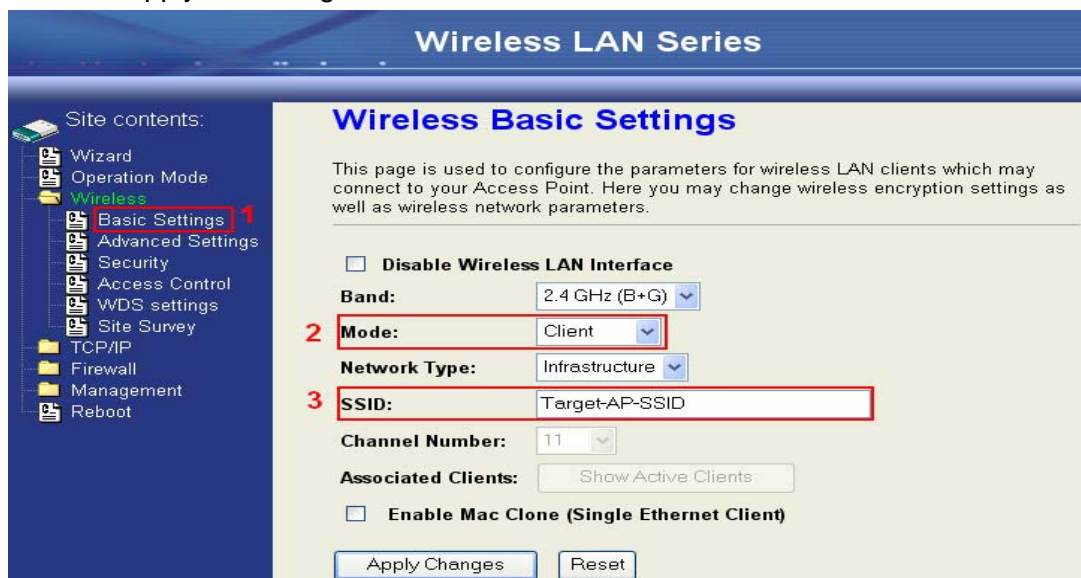 Wireless LAN Series
Site contents:
Wizard
Operation Mode
Wireless
Basic Settings 1
Advanced Settings
Security
Access Control
WDS settings
Site Survey
TCP/IP
Firewall
Management
Reboot
Wireless Basic Settings
This page is used to configure the parameters for wireless LAN clients which may
connect to your Access Point. Here you may change wireless encryption settings as
well as wireless network parameters.
Disable Wireless LAN Interface
Band: 2.4 GHz (B+G)
2 Mode: Client
Network Type: Infrastructure
3 SSID: Target-AP-SSID
Channel Number: 11
Associated Clients: Show Active Clients
Enable Mac Clone (Single Ethernet Client)
Apply Changes Reset